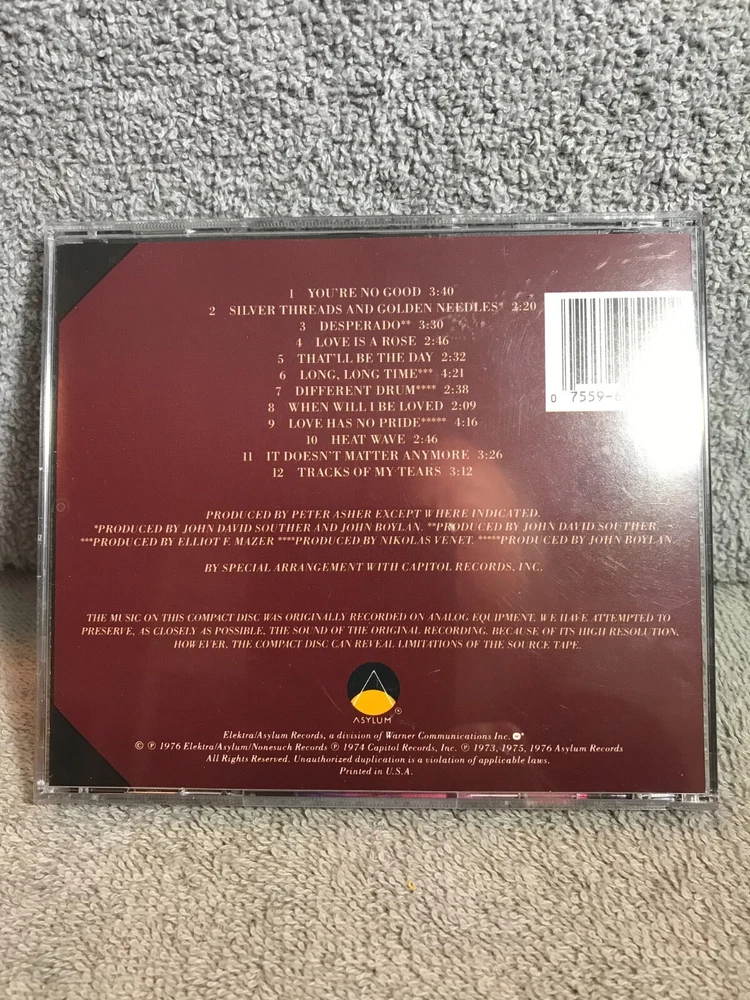 1 YOU'RE NO GOOD 3:40
2 SILVER THREADS AND GOLDEN NEEDLES* 3:20
3 DESPERADO** 3:30
4 LOVE IS A ROSE 2:46
5 THAT'LL BE THE DAY 2:32
6 LONG, LONG TIME*** 4:21
7 DIFFERENT DRUM**** 2:38
8 WHEN WILL I BE LOVED 2:09
9 LOVE HAS NO PRIDE***** 4:16
10 HEAT WAVE 2:46
11 IT DOESN'T MATTER ANYMORE 3:26
12 TRACKS OF MY TEARS 3:12
0 7559-6
PRODUCED BY PETER ASHER EXCEPT WHERE INDICATED.
*PRODUCED BY JOHN DAVID SOUTHER AND JOHN BOYLAN. **PRODUCED BY JOHN DAVID SOUTHER.
***PRODUCED BY ELLIOT F. MAZER ****PRODUCED BY NIKOLAS VENET. *****PRODUCED BY JOHN BOYLAN.
BY SPECIAL ARRANGEMENT WITH CAPITOL RECORDS, INC.
THE MUSIC ON THIS COMPACT DISC WAS ORIGINALLY RECORDED ON ANALOG EQUIPMENT. WE HAVE ATTEMPTED TO
PRESERVE, AS CLOSELY AS POSSIBLE, THE SOUND OF THE ORIGINAL RECORDING. BECAUSE OF ITS HIGH RESOLUTION,
HOWEVER, THE COMPACT DISC CAN REVEAL LIMITATIONS OF THE SOURCE TAPE.
ASYLUM
Elektra/Asylum Records, a division of Warner Communications Inc.
© ℗ 1976 Elektra/Asylum/Nonesuch Records ℗ 1974 Capitol Records, Inc. ℗ 1973, 1975, 1976 Asylum Records
All Rights Reserved. Unauthorized duplication is a violation of applicable laws.
Printed in U.S.A.